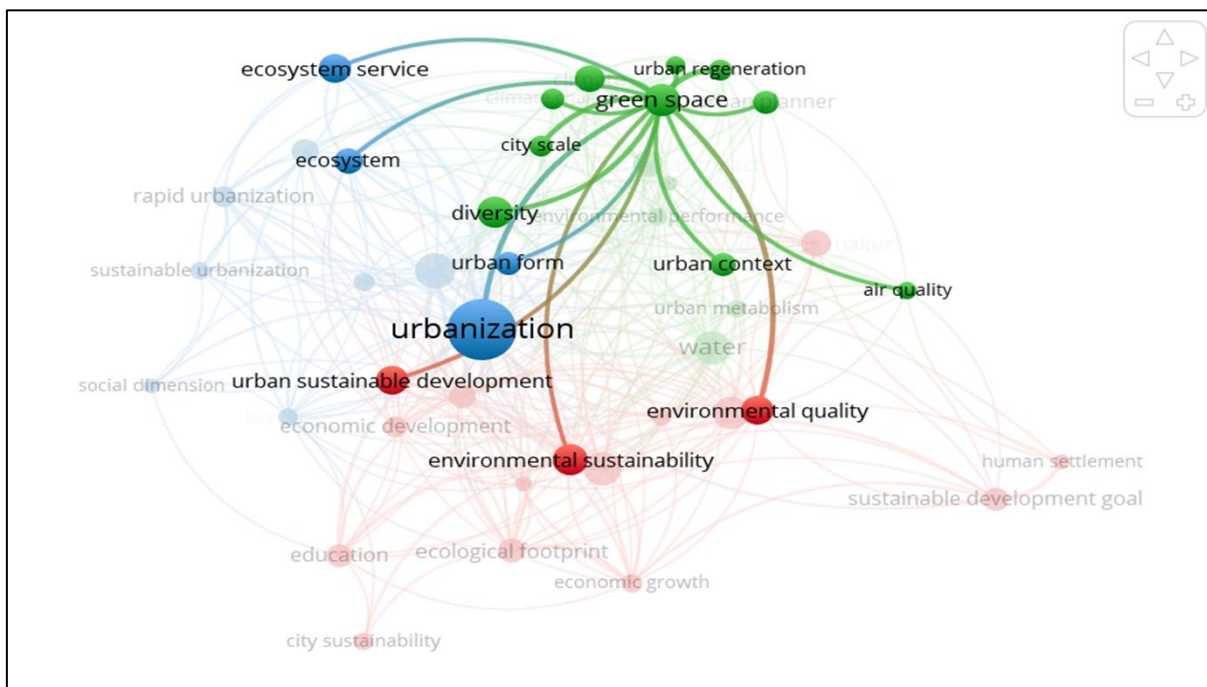 ecosystem service
urban regeneration
green space
planner
city scale
ecosystem
rapid urbanization
diversity
environmental performance
maker
urban form
urban context
sustainable urbanization
air quality
urban metabolism
urbanization
water
urban sustainable development
social dimension
environmental quality
economic development
environmental sustainability
human settlement
sustainable development goal
education
ecological footprint
economic growth
city sustainability